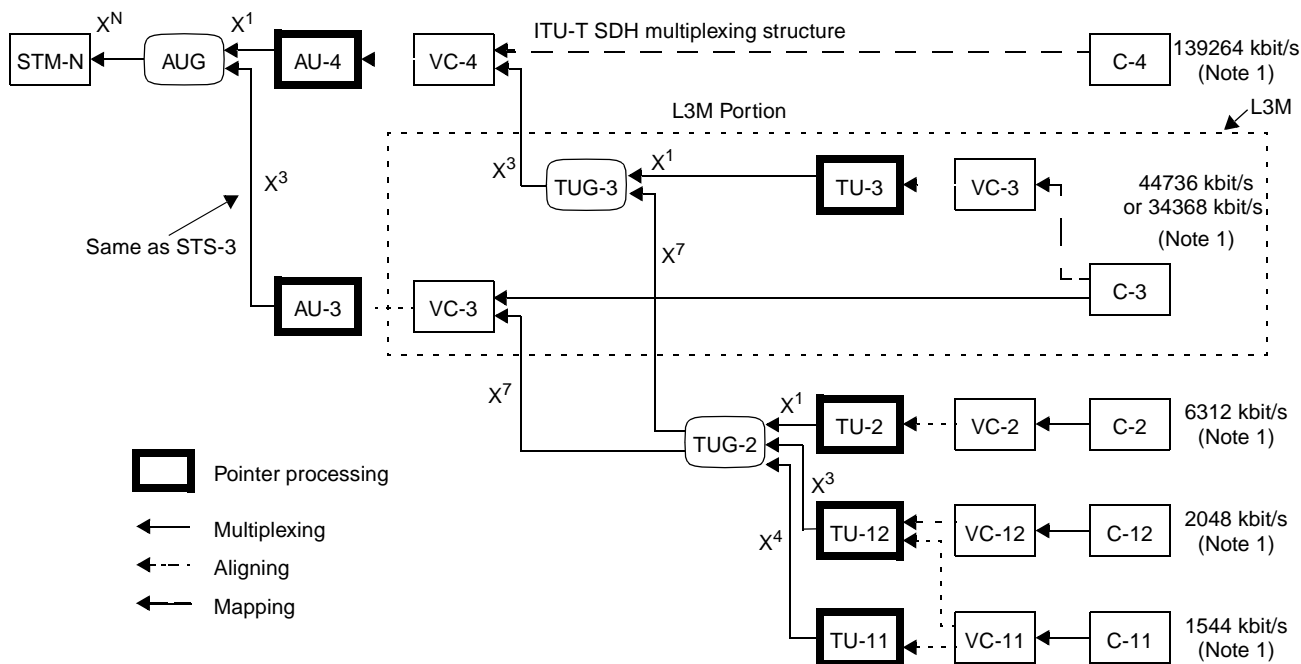 X^N
X^1
ITU-T SDH multiplexing structure
STM-N
AUG
AU-4
VC-4
C-4
139264 kbit/s
(Note 1)
L3M Portion
L3M
X^3
X^3
X^1
TUG-3
TU-3
VC-3
44736 kbit/s
or 34368 kbit/s
(Note 1)
Same as STS-3
X^7
AU-3
VC-3
C-3
X^7
X^1
TUG-2
TU-2
VC-2
C-2
6312 kbit/s
(Note 1)
Pointer processing
X^3
X^4
TU-12
VC-12
C-12
2048 kbit/s
(Note 1)
Multiplexing
Aligning
Mapping
TU-11
VC-11
C-11
1544 kbit/s
(Note 1)